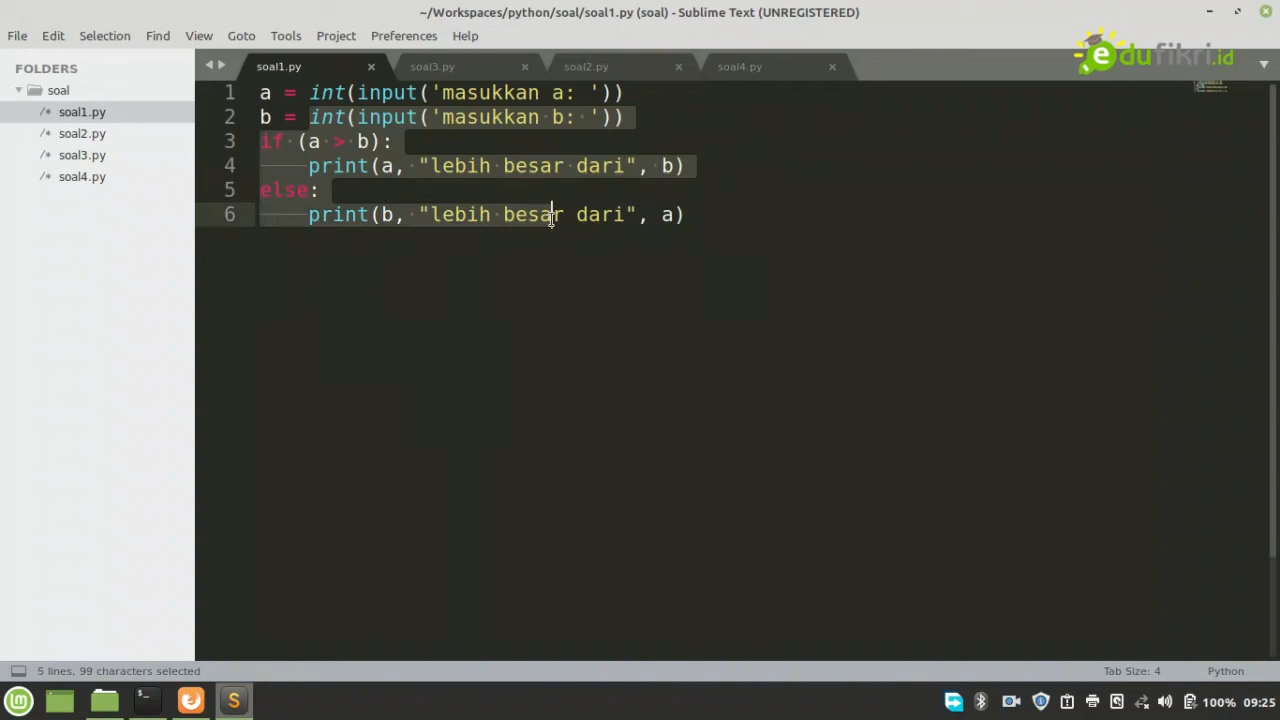 ~/Workspaces/python/soal/soal1.py (soal) - Sublime Text (UNREGISTERED)
File Edit Selection Find View Goto Tools Project Preferences Help
edufikri.id
FOLDERS
soal
/* soal1.py
/* soal2.py
/* soal3.py
/* soal4.py
soal1.py × soal3.py × soal2.py × soal4.py ×
1 a = int(input('masukkan a: '))
2 b = int(input('masukkan b: '))
3 if (a > b):
4 print(a, "lebih besar dari", b)
5 else:
6 print(b, "lebih besar dari", a)
5 lines, 99 characters selected
Tab Size: 4 Python
$_ S 100% 09:25